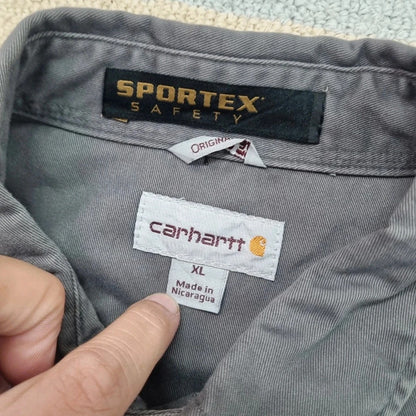 SPORTEX
SAFETY
ORIGINAL
carhartt
XL
Made in
Nicaragua